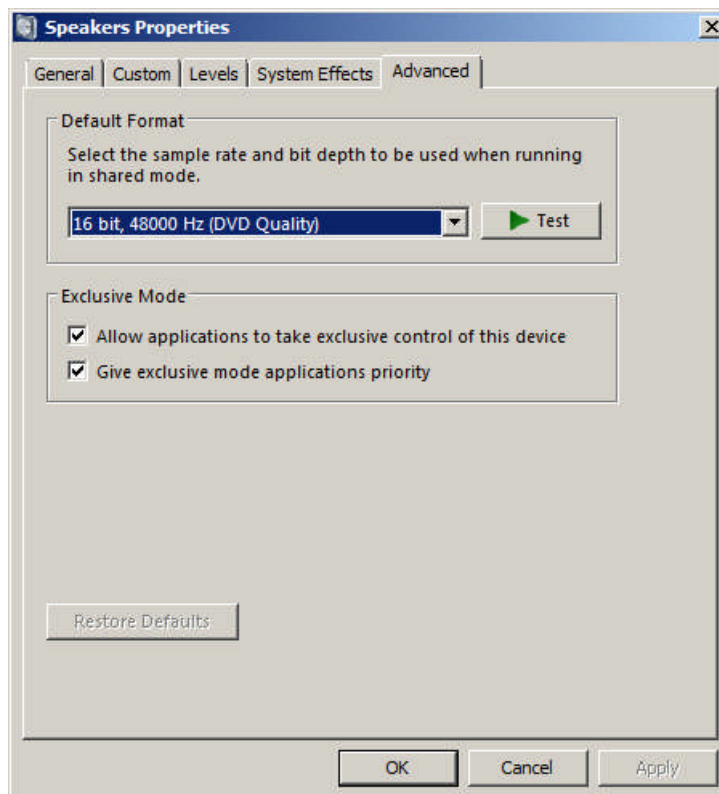 Speakers Properties
General Custom Levels System Effects Advanced
Default Format
Select the sample rate and bit depth to be used when running
in shared mode.
16 bit, 48000 Hz (DVD Quality)
Test
Exclusive Mode
Allow applications to take exclusive control of this device
Give exclusive mode applications priority
Restore Defaults
OK Cancel Apply